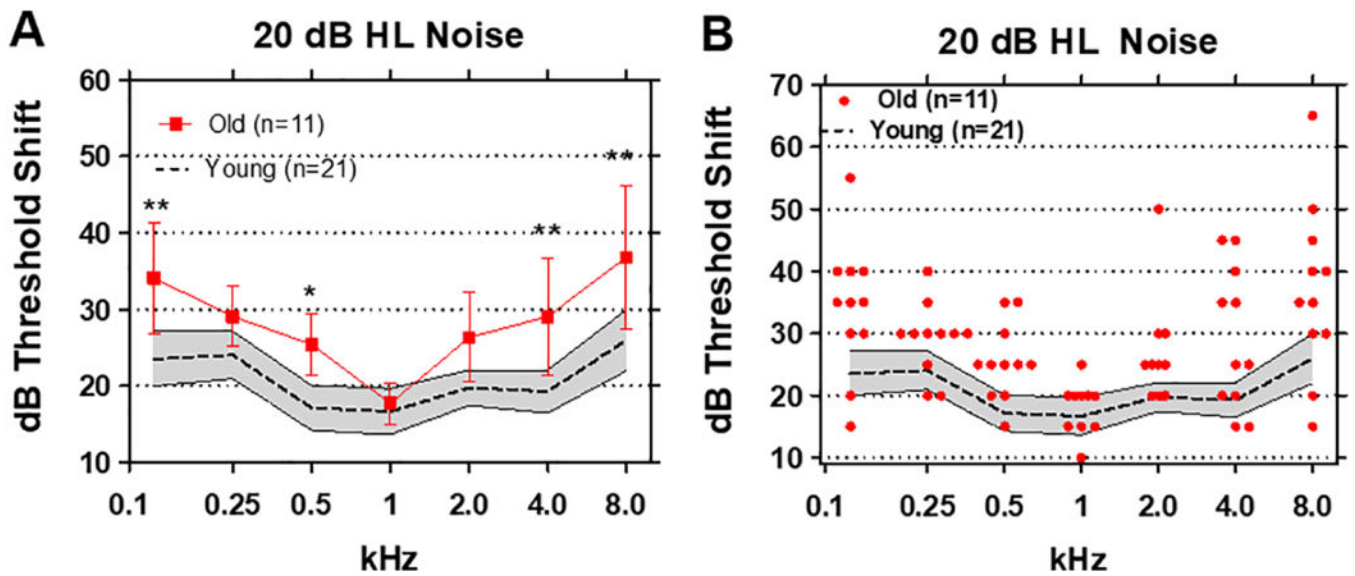 A
20 dB HL Noise
dB Threshold Shift
60
50
40
30
20
10
Old (n=11)
Young (n=21)
**
*
**
**
0.1 0.25 0.5 1 2.0 4.0 8.0
kHz
B
20 dB HL Noise
dB Threshold Shift
70
60
50
40
30
20
10
Old (n=11)
Young (n=21)
0.1 0.25 0.5 1 2.0 4.0 8.0
kHz